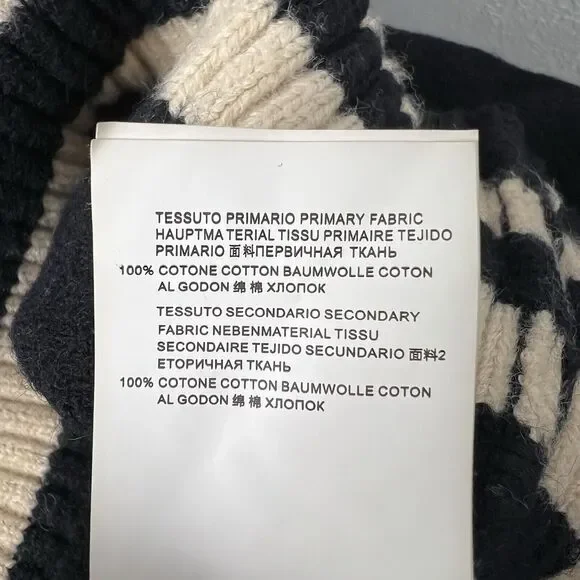 TESSUTO PRIMARIO PRIMARY FABRIC
HAUPTMA TERIAL TISSU PRIMAIRE TEJIDO
PRIMARIO 面料ПЕРВИЧНАЯ ТКАНЬ
100% COTONE COTTON BAUMWOLLE COTON
AL GODON 绵 棉 ХЛОПОК
TESSUTO SECONDARIO SECONDARY
FABRIC NEBENMATERIAL TISSU
SECONDAIRE TEJIDO SECUNDARIO 面料2
ЕТОРИЧНАЯ ТКАНЬ
100% COTONE COTTON BAUMWOLLE COTON
AL GODON 绵 棉 ХЛОПОК